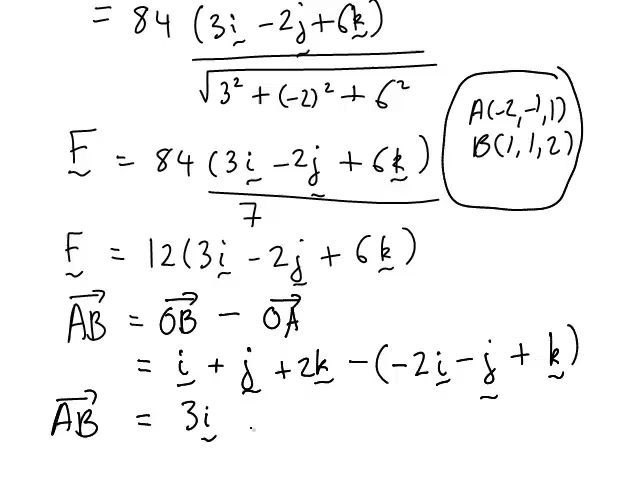 = 84 (3i - 2j + 6k)
√3² + (-2)² + 6²
A(-2, -1, 1)
B(1, 1, 2)
F = 84 (3i - 2j + 6k)
7
F = 12(3i - 2j + 6k)
AB = OB - OA
= i + j + 2k - (-2i - j + k)
AB = 3i